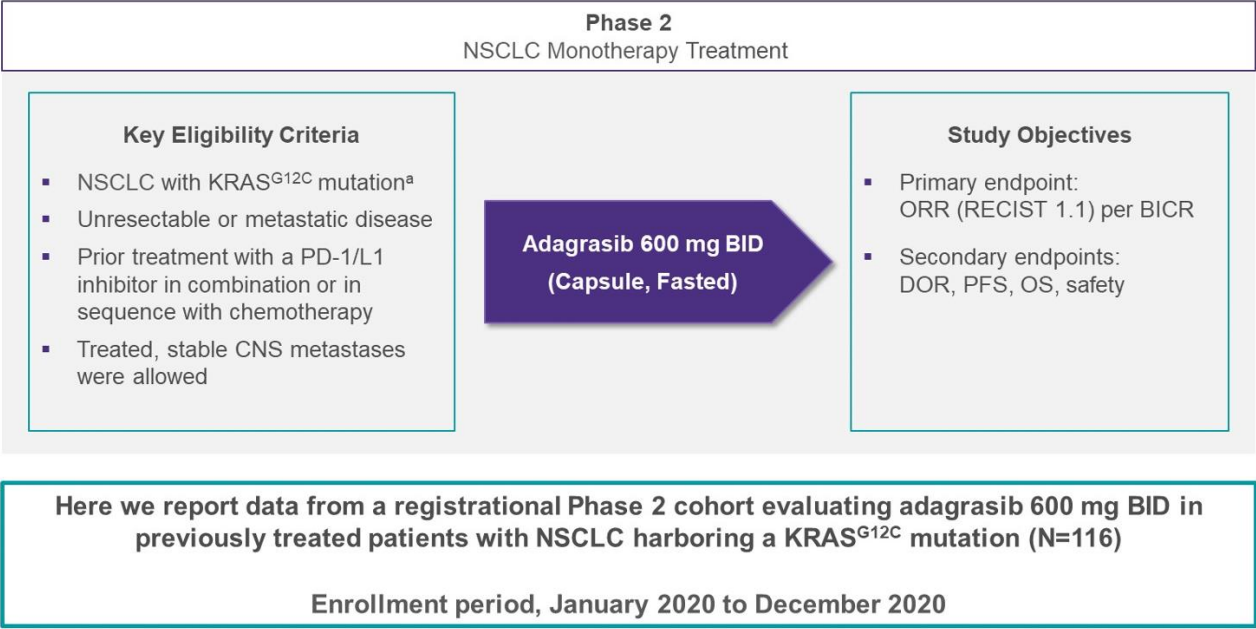 Phase 2
NSCLC Monotherapy Treatment
Key Eligibility Criteria
▪ NSCLC with KRASᴳ¹²ᶜ mutationᵃ
▪ Unresectable or metastatic disease
▪ Prior treatment with a PD-1/L1
inhibitor in combination or in
sequence with chemotherapy
▪ Treated, stable CNS metastases
were allowed
Adagrasib 600 mg BID
(Capsule, Fasted)
Study Objectives
▪ Primary endpoint:
ORR (RECIST 1.1) per BICR
▪ Secondary endpoints:
DOR, PFS, OS, safety
Here we report data from a registrational Phase 2 cohort evaluating adagrasib 600 mg BID in
previously treated patients with NSCLC harboring a KRASᴳ¹²ᶜ mutation (N=116)
Enrollment period, January 2020 to December 2020